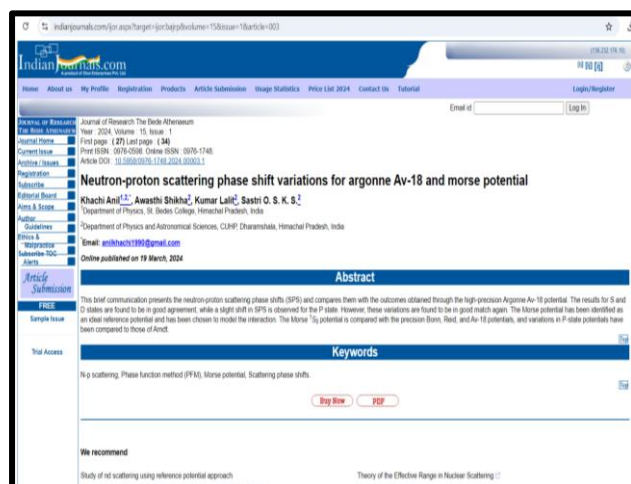 indianjournals.com/ijor.aspx?target=ijor:bajrp&volume=15&issue=1&article=003
IndianJournals.com
A product of Diva Enterprises Pvt. Ltd.
Home About us My Profile Registration Products Article Submission Usage Statistics Price List 2024 Contact Us Tutorial Login/Register
Email id Log In
JOURNAL OF RESEARCH
THE BEDE ATHENAEUM
Journal Home
Current Issue
Archive / Issues
Registration
Subscribe
Editorial Board
Aims & Scope
Author
Guidelines
Ethics &
Malpractice
Subscribe TOC
Alerts
Article
Submission
FREE
Sample Issue
Trial Access
Journal of Research The Bede Athenaeum
Year : 2024, Volume : 15, Issue : 1
First page : ( 27) Last page : ( 34)
Print ISSN : 0976-0598. Online ISSN : 0976-1748.
Article DOI : 10.5958/0976-1748.2024.00003.1
Neutron-proton scattering phase shift variations for argonne Av-18 and morse potential
Khachi Anil1,2,*, Awasthi Shikha2, Kumar Lalit2, Sastri O. S. K. S.2
1Department of Physics, St. Bedes College, Himachal Pradesh, India
2Department of Physics and Astronomical Sciences, CUHP, Dharamshala, Himachal Pradesh, India
*Email: anilkhachi1990@gmail.com
Online published on 19 March, 2024
Abstract
This brief communication presents the neutron-proton scattering phase shifts (SPS) and compares them with the outcomes obtained through the high-precision Argonne Av-18 potential. The results for S and
D states are found to be in good agreement, while a slight shift in SPS is observed for the P state. However, these variations are found to be in good match again. The Morse potential has been identified as
an ideal reference potential and has been chosen to model the interaction. The Morse 1S0 potential is compared with the precision Bonn, Reid, and Av-18 potentials, and variations in P-state potentials have
been compared to those of Arndt.
Top
Keywords
N-p scattering, Phase function method (PFM), Morse potential, Scattering phase shifts.
Top
Buy Now PDF
We recommend
Study of nd scattering using reference potential approach Theory of the Effective Range in Nuclear Scattering